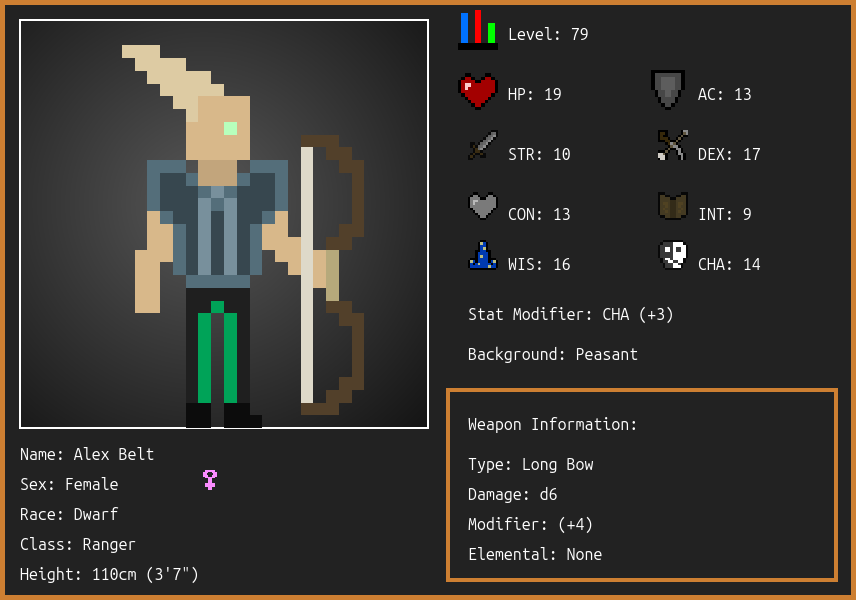 Level: 79
HP: 19
AC: 13
STR: 10
DEX: 17
CON: 13
INT: 9
WIS: 16
CHA: 14
Stat Modifier: CHA (+3)
Background: Peasant
Weapon Information:
Type: Long Bow
Damage: d6
Modifier: (+4)
Elemental: None
Name: Alex Belt
Sex: Female
Race: Dwarf
Class: Ranger
Height: 110cm (3'7")